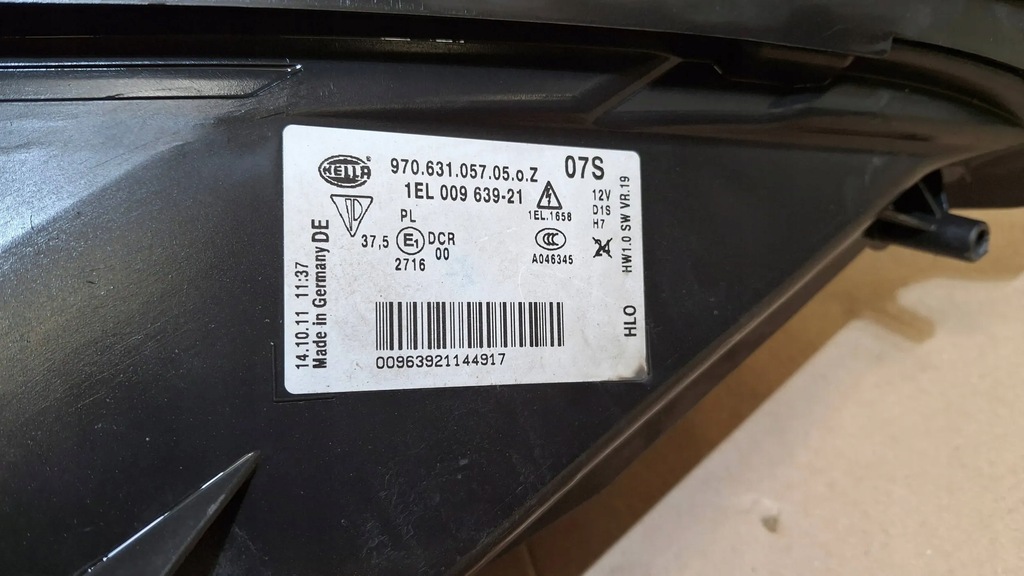 HELLA ®
970.631.057.05.o.Z
07S
1EL 009 639-21
1EL.1658
12V
D1S
H7
PL
37,5
E1
DCR
00
2716
CCC
A046345
HW1.0 SW VR.19
HLO
14.10.11 11:37
Made in Germany DE
00963921144917